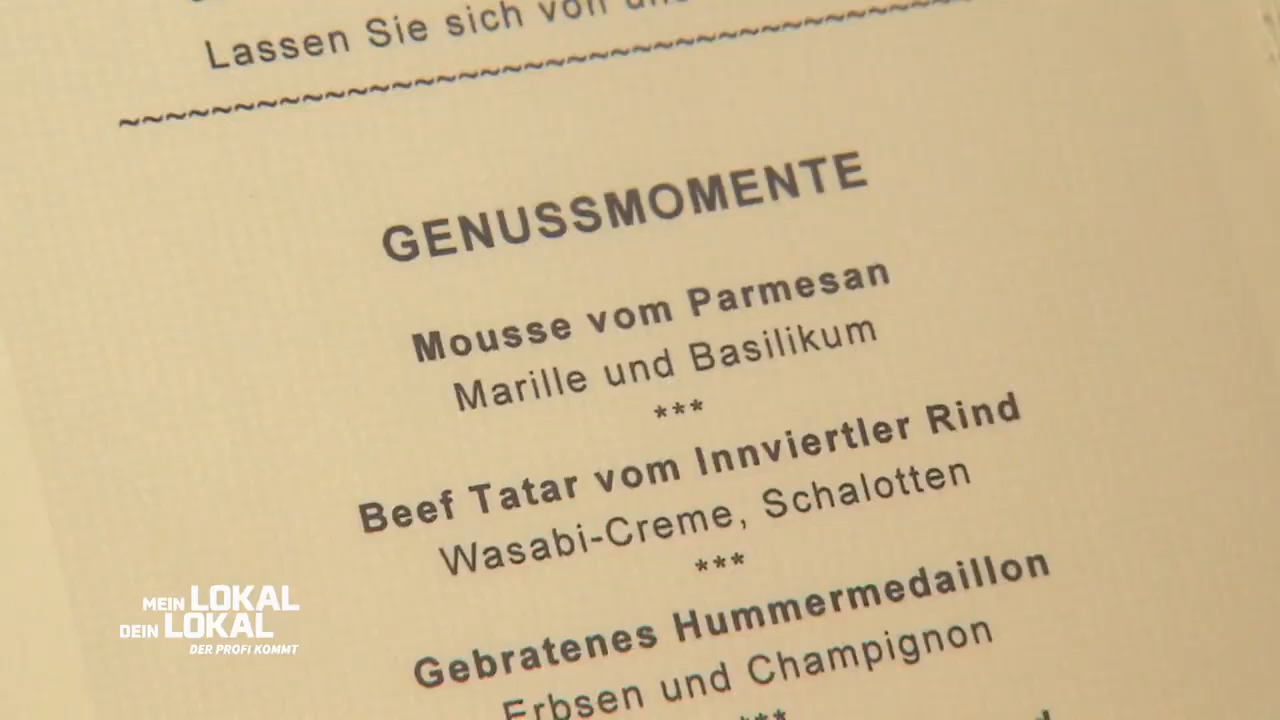 Lassen Sie sich von
~~~~~~~~~~~~~~~~~~~~~~~~~~~~~~~~~~~~~~~~~~~~~~~~~~~~~~~~
GENUSSMOMENTE
Mousse vom Parmesan
Marille und Basilikum
***
Beef Tatar vom Innviertler Rind
Wasabi-Creme, Schalotten
***
Gebratenes Hummermedaillon
Erbsen und Champignon
***
MEIN LOKAL
DEIN LOKAL
DER PROFI KOMMT